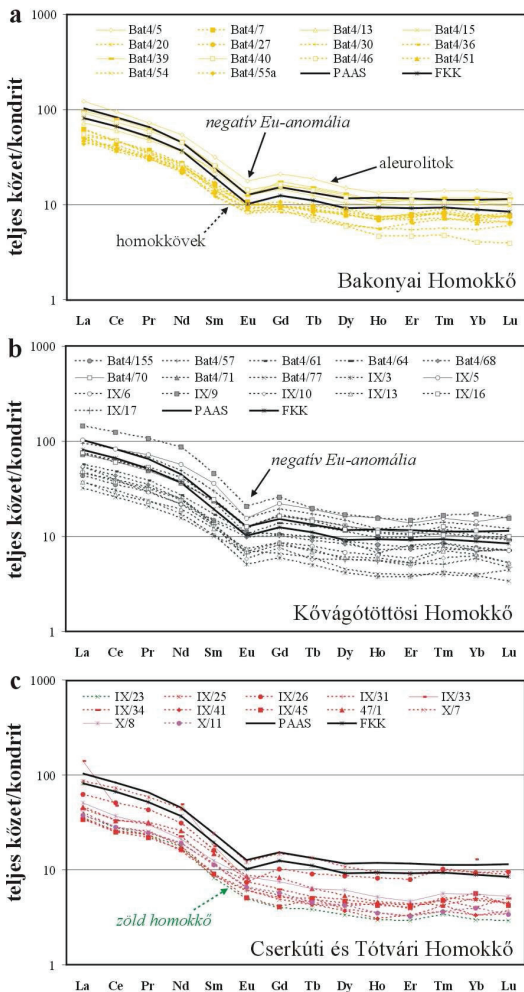 a
1000
Bat4/5 Bat4/7 Bat4/13 Bat4/15
Bat4/20 Bat4/27 Bat4/30 Bat4/36
Bat4/39 Bat4/40 Bat4/46 Bat4/51
Bat4/54 Bat4/55a PAAS FKK
teljes kőzet/kondrit
100
negatív Eu-anomália
aleurolitok
10
homokkövek
Bakonyai Homokkő
1
La Ce Pr Nd Sm Eu Gd Tb Dy Ho Er Tm Yb Lu
b
1000
Bat4/155 Bat4/57 Bat4/61 Bat4/64 Bat4/68
Bat4/70 Bat4/71 Bat4/77 IX/3 IX/5
IX/6 IX/9 IX/10 IX/13 IX/16
IX/17 PAAS FKK
teljes kőzet/kondrit
100
negatív Eu-anomália
10
Kővágótöttösi Homokkő
1
La Ce Pr Nd Sm Eu Gd Tb Dy Ho Er Tm Yb Lu
c
1000
IX/23 IX/25 IX/26 IX/31 IX/33
IX/34 IX/41 IX/45 47/1 X/7
X/8 X/11 PAAS FKK
teljes kőzet/kondrit
100
10
zöld homokkő
Cserkúti és Tótvári Homokkő
1
La Ce Pr Nd Sm Eu Gd Tb Dy Ho Er Tm Yb Lu